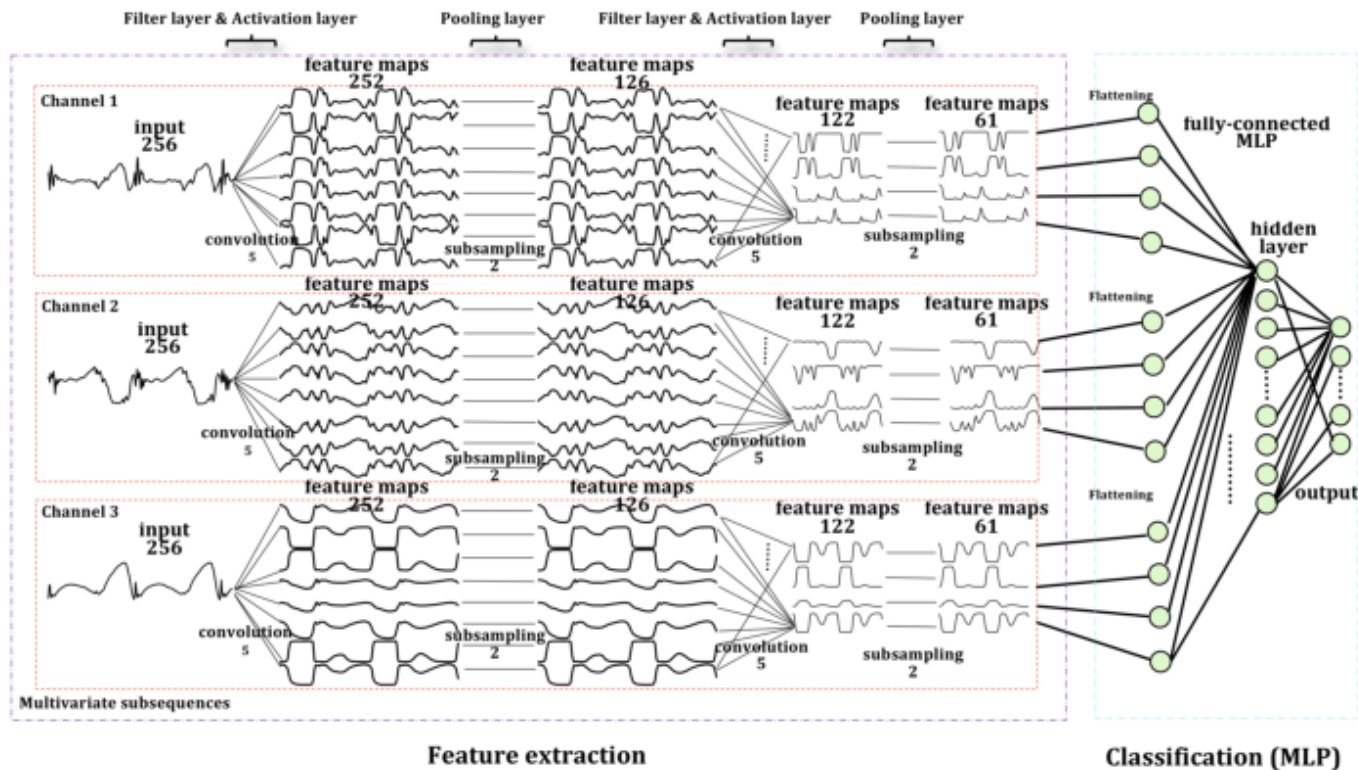 Filter layer & Activation layer
Pooling layer
Filter layer & Activation layer
Pooling layer
Channel 1
input
256
feature maps
252
convolution
5
subsampling
2
feature maps
126
convolution
5
feature maps
122
subsampling
2
feature maps
61
Channel 2
input
256
feature maps
252
convolution
5
subsampling
2
feature maps
126
convolution
5
feature maps
122
subsampling
2
feature maps
61
Channel 3
input
256
feature maps
252
convolution
5
subsampling
2
feature maps
126
convolution
5
feature maps
122
subsampling
2
feature maps
61
Multivariate subsequences
Flattening
Flattening
Flattening
fully-connected
MLP
hidden
layer
output
Feature extraction
Classification (MLP)